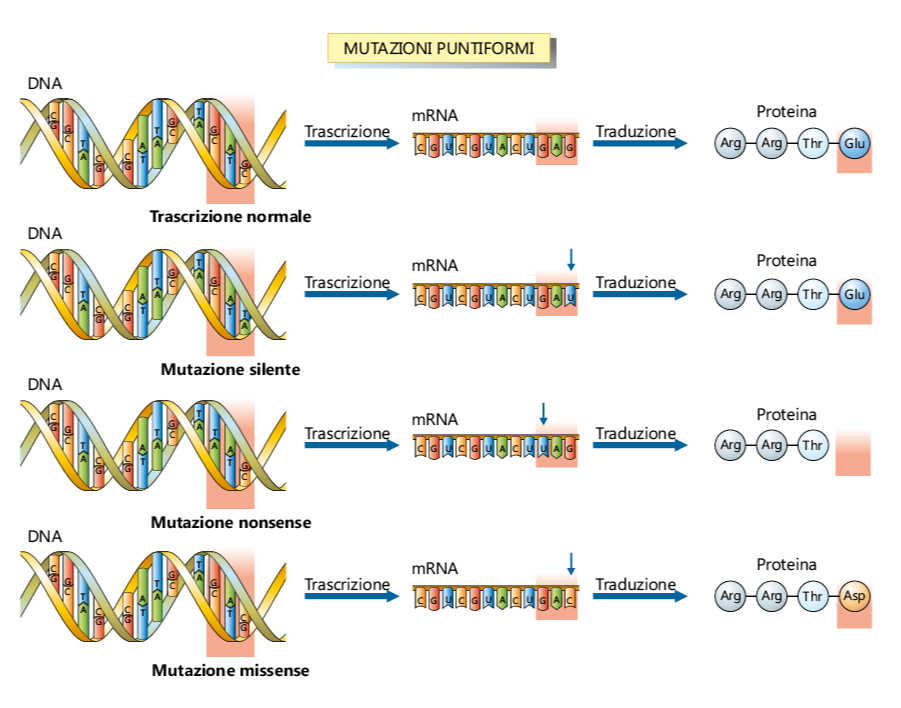 MUTAZIONI PUNTIFORMI
DNA
mRNA
Proteina
Trascrizione
Traduzione
C G U C G U A C U G A G
Arg Arg Thr Glu
Trascrizione normale
DNA
mRNA
Proteina
Trascrizione
Traduzione
C G U C G U A C U G A U
Arg Arg Thr Glu
Mutazione silente
DNA
mRNA
Proteina
Trascrizione
Traduzione
C G U C G U A C U U A G
Arg Arg Thr
Mutazione nonsense
DNA
mRNA
Proteina
Trascrizione
Traduzione
C G U C G U A C U G A C
Arg Arg Thr Asp
Mutazione missense